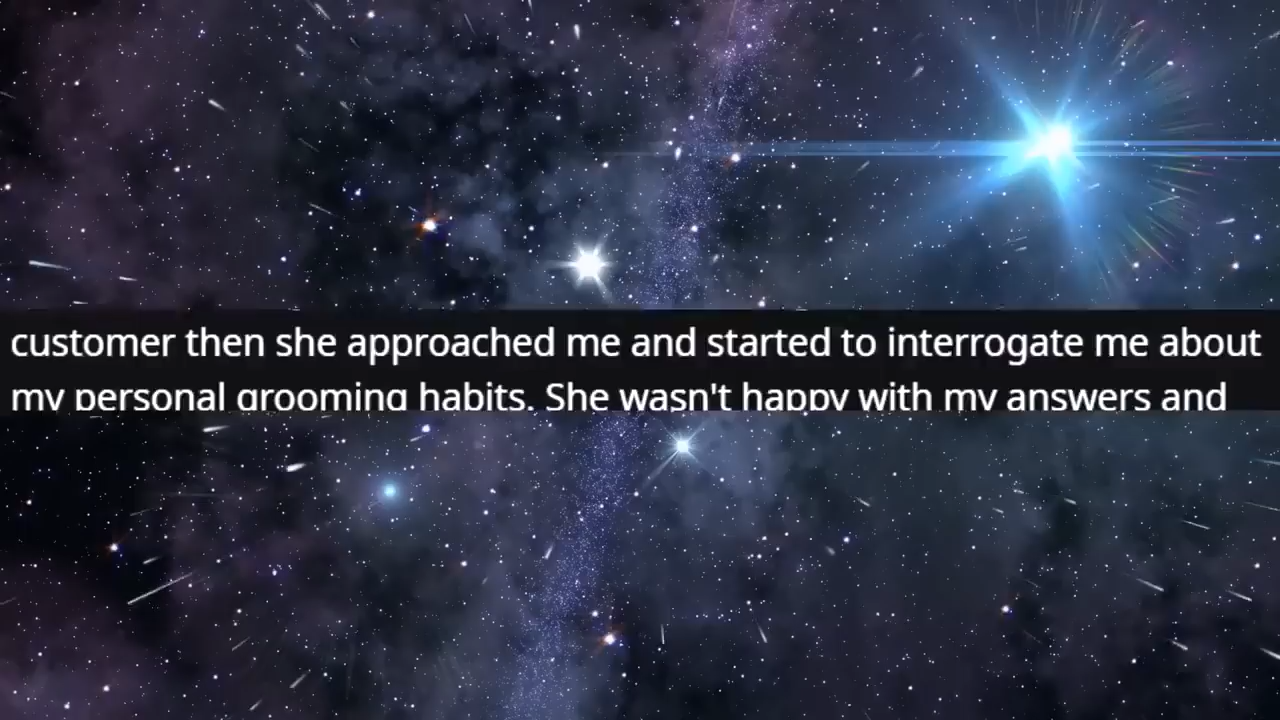 customer then she approached me and started to interrogate me about
my personal grooming habits. She wasn't happy with my answers and